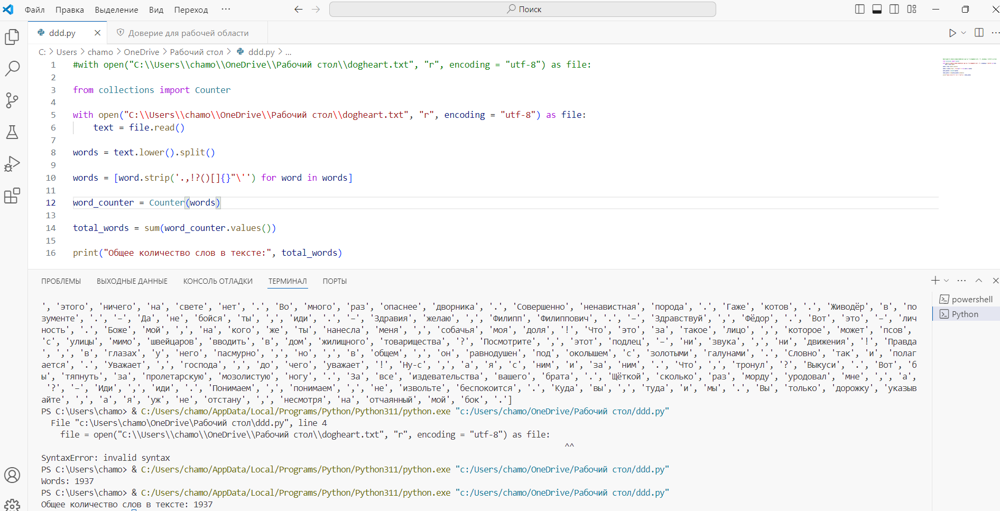 Файл Правка Выделение Вид Переход ··· Поиск
ddd.py Доверие для рабочей области
C: > Users > chamo > OneDrive > Рабочий стол > ddd.py > ...
1 #with open("C:\\Users\\chamo\\OneDrive\\Рабочий стол\\dogheart.txt", "r", encoding = "utf-8") as file:
2
3 from collections import Counter
4
5 with open("C:\\Users\\chamo\\OneDrive\\Рабочий стол\\dogheart.txt", "r", encoding = "utf-8") as file:
6 text = file.read()
7
8 words = text.lower().split()
9
10 words = [word.strip('.,!?()[]{}"\'') for word in words]
11
12 word_counter = Counter(words)
13
14 total_words = sum(word_counter.values())
15
16 print("Общее количество слов в тексте:", total_words)
ПРОБЛЕМЫ ВЫХОДНЫЕ ДАННЫЕ КОНСОЛЬ ОТЛАДКИ ТЕРМИНАЛ ПОРТЫ
powershell
Python
', 'этого', 'ничего', 'на', 'свете', 'нет', '.', 'Во', 'много', 'раз', 'опаснее', 'дворника', '.', 'Совершенно', 'ненавистная', 'порода', '.', 'Гаже', 'котов', '.', 'Живодёр', 'в', 'по
зументе', '.', '–', 'Да', 'не', 'бойся', 'ты', ',', 'иди', '.', '–', 'Здравия', 'желаю', ',', 'Филипп', 'Филиппович', '.', '–', 'Здравствуй', ',', 'Фёдор', '.', 'Вот', 'это', '–', 'лич
ность', '.', 'Боже', 'мой', ',', 'на', 'кого', 'же', 'ты', 'нанесла', 'меня', ',', 'собачья', 'моя', 'доля', '!', 'Что', 'это', 'за', 'такое', 'лицо', ',', 'которое', 'может', 'псов',
'с', 'улицы', 'мимо', 'швейцаров', 'вводить', 'в', 'дом', 'жилищного', 'товарищества', '?', 'Посмотрите', ',', 'этот', 'подлец', '–', 'ни', 'звука', ',', 'ни', 'движения', '!', 'Правда
', ',', 'в', 'глазах', 'у', 'него', 'пасмурно', ',', 'но', ',', 'в', 'общем', ',', 'он', 'равнодушен', 'под', 'околышем', 'с', 'золотыми', 'галунами', '.', 'Словно', 'так', 'и', 'полаг
ается', '.', 'Уважает', ',', 'господа', ',', 'до', 'чего', 'уважает', '!', 'Ну-с', ',', 'а', 'я', 'с', 'ним', 'и', 'за', 'ним', '.', 'Что', ',', 'тронул', '?', 'Выкуси', '.', 'Вот', 'б
ы', 'тяпнуть', 'за', 'пролетарскую', 'мозолистую', 'ногу', '.', 'За', 'все', 'издевательства', 'вашего', 'брата', '.', 'Щёткой', 'сколько', 'раз', 'морду', 'уродовал', 'мне', ',', 'а',
'?', '–', 'Иди', ',', 'иди', '.', 'Понимаем', ',', 'понимаем', ',', 'не', 'извольте', 'беспокоится', '.', 'Куда', 'вы', ',', 'туда', 'и', 'мы', '.', 'Вы', 'только', 'дорожку', 'указыв
айте', ',', 'а', 'я', 'уж', 'не', 'отстану', ',', 'несмотря', 'на', 'отчаянный', 'мой', 'бок', '.']
PS C:\Users\chamo> & C:/Users/chamo/AppData/Local/Programs/Python/Python311/python.exe "c:/Users/chamo/OneDrive/Рабочий стол/ddd.py"
File "c:\Users\chamo\OneDrive\Рабочий стол\ddd.py", line 4
file = open("C:\\Users\\chamo\\OneDrive\\Рабочий стол\\dogheart.txt", "r", encoding = "utf-8") as file:
^^
SyntaxError: invalid syntax
PS C:\Users\chamo> & C:/Users/chamo/AppData/Local/Programs/Python/Python311/python.exe "c:/Users/chamo/OneDrive/Рабочий стол/ddd.py"
Words: 1937
PS C:\Users\chamo> & C:/Users/chamo/AppData/Local/Programs/Python/Python311/python.exe "c:/Users/chamo/OneDrive/Рабочий стол/ddd.py"
Общее количество слов в тексте: 1937